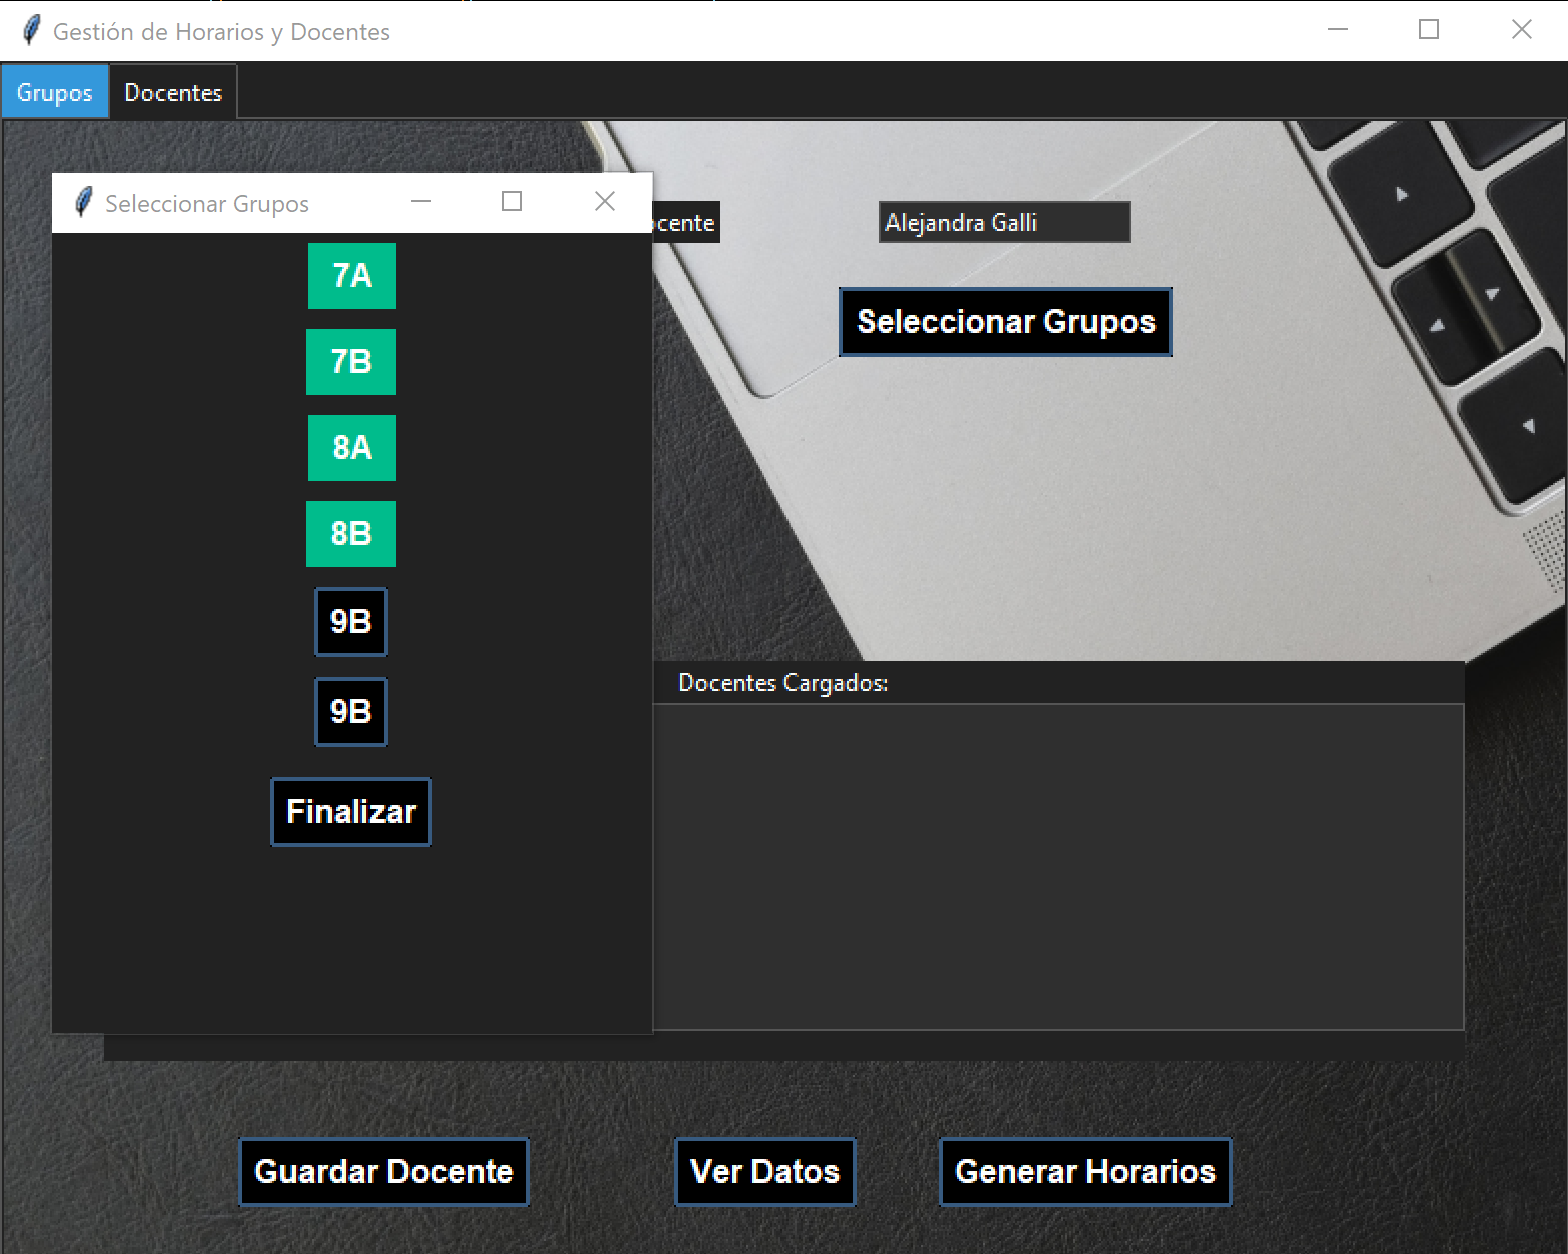 Gestión de Horarios y Docentes
Grupos
Docentes
Seleccionar Grupos
Alejandra Galli
Seleccionar Grupos
7A
7B
8A
8B
9B
9B
Finalizar
Docentes Cargados:
Guardar Docente
Ver Datos
Generar Horarios